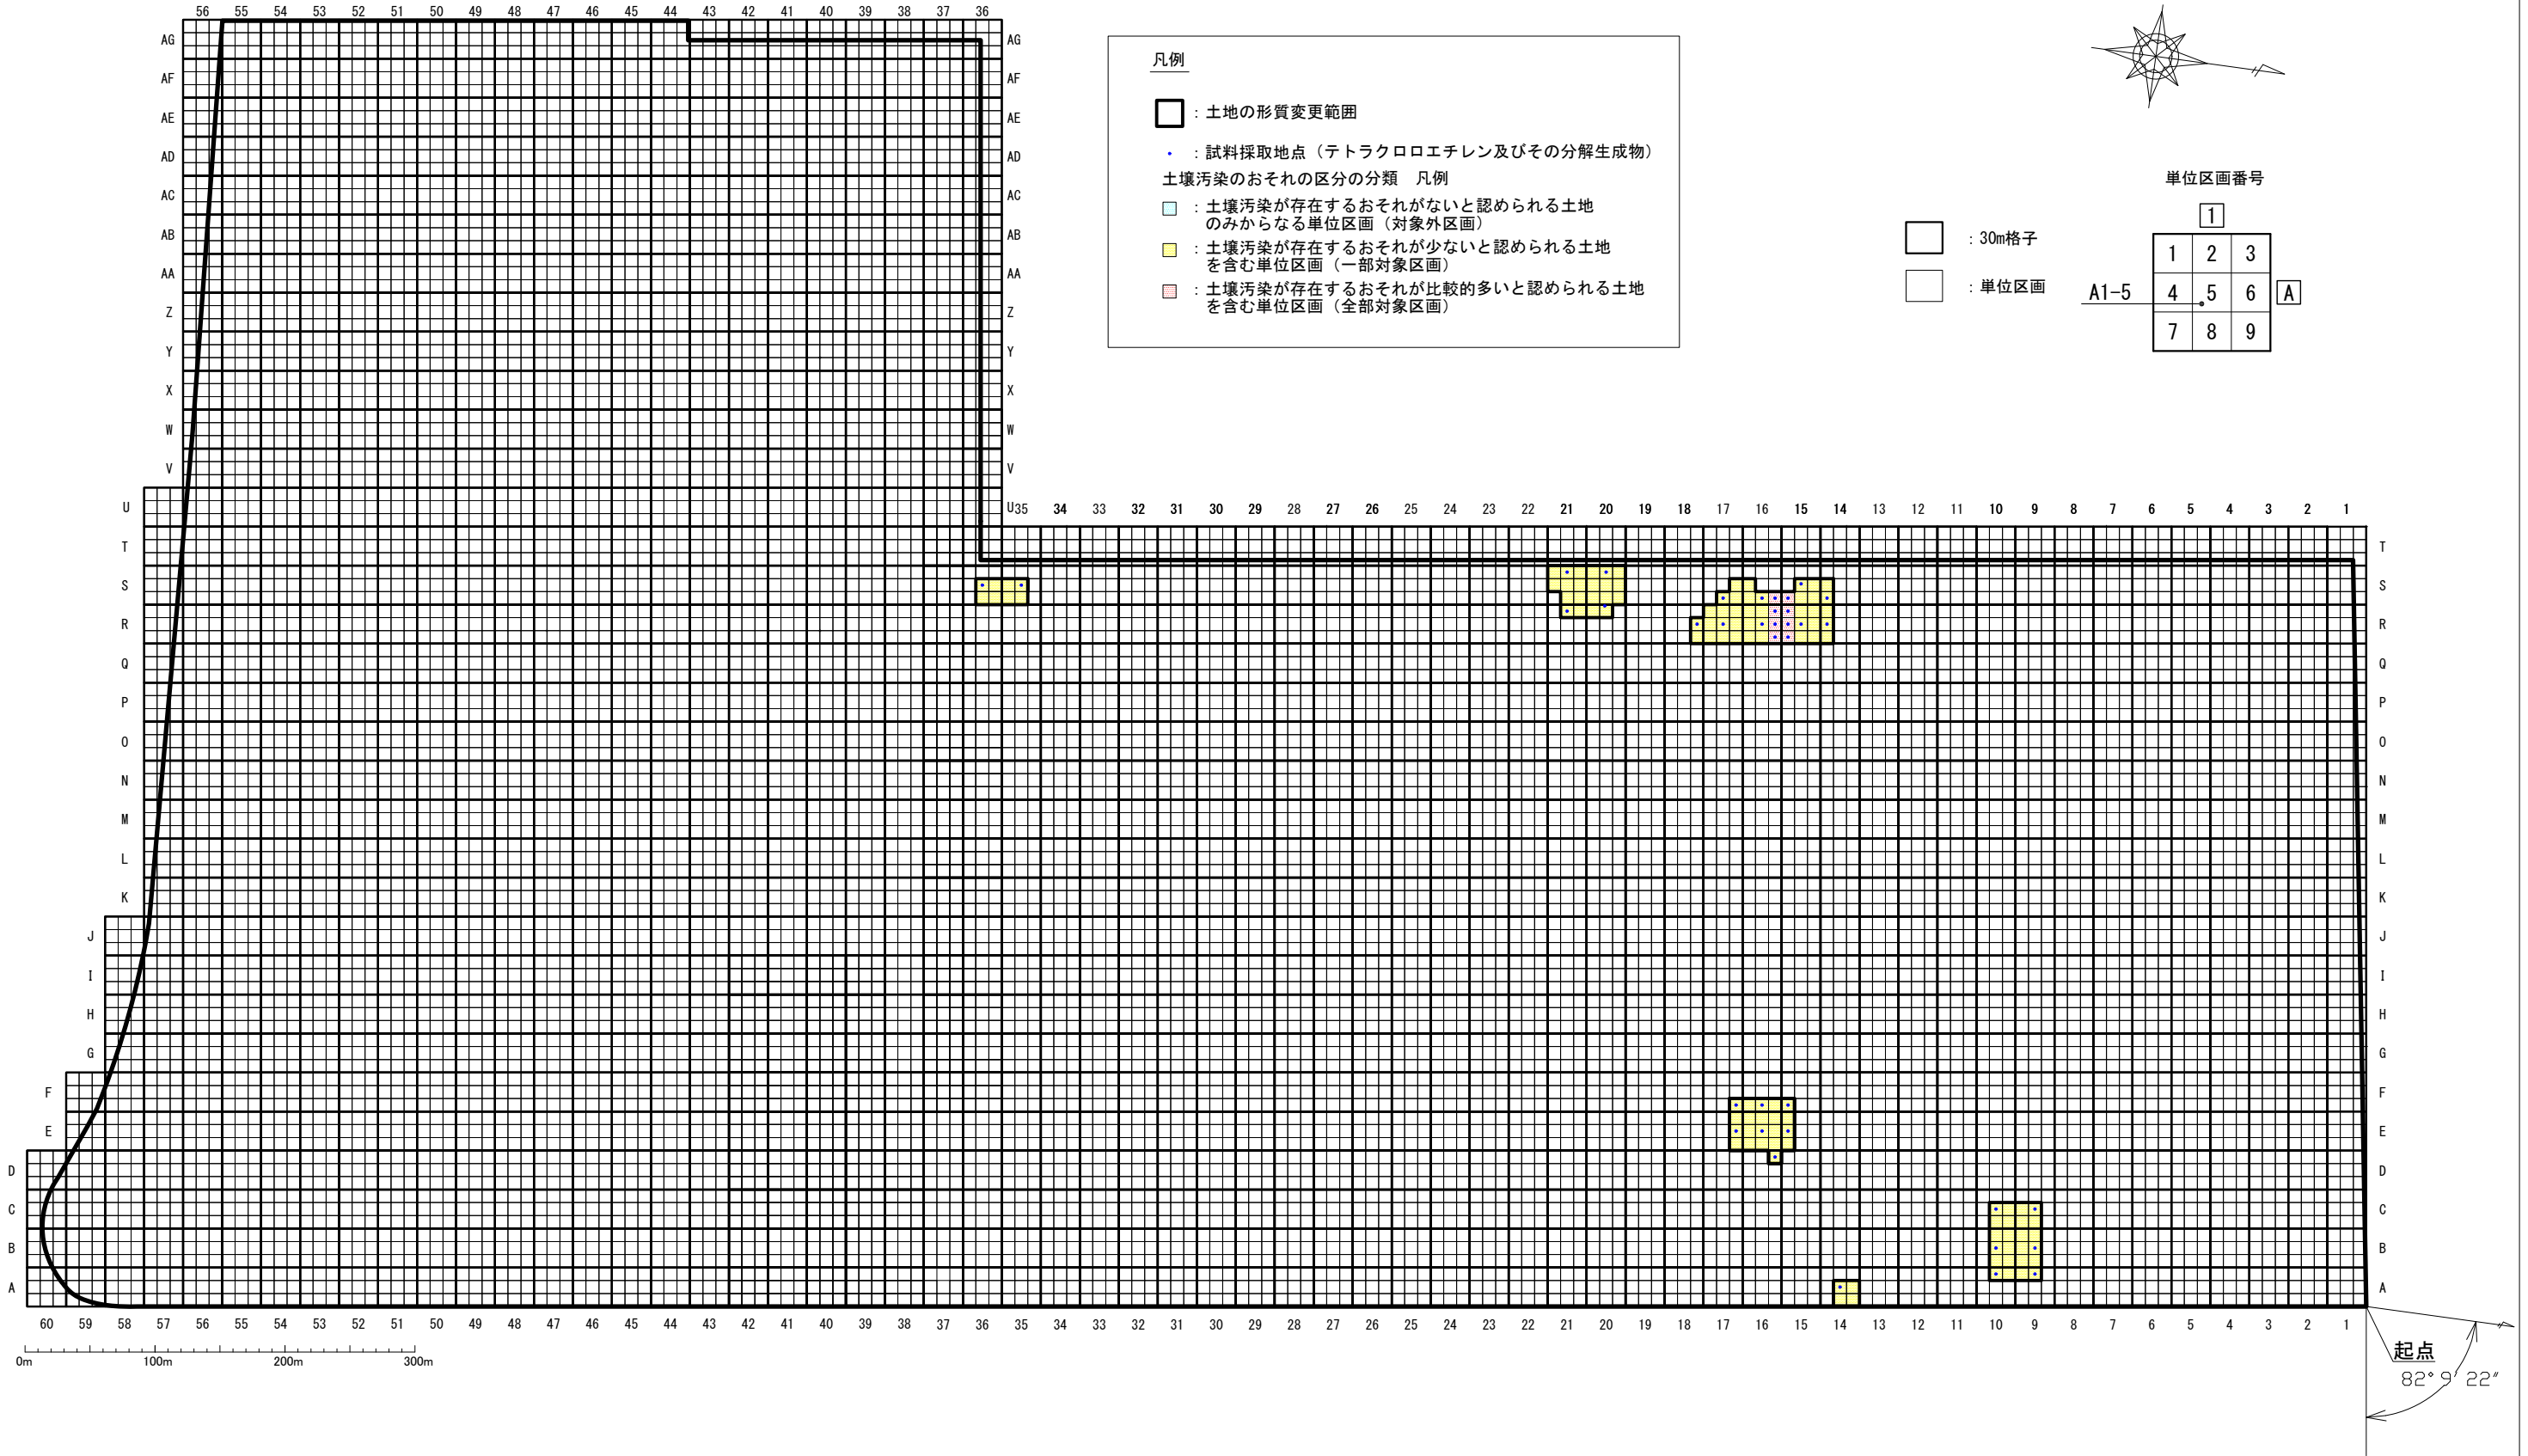 56 55 54 53 52 51 50 49 48 47 46 45 44 43 42 41 40 39 38 37 36
AG AG
AF AF
AE AE
AD AD
AC AC
AB AB
AA AA
Z Z
Y Y
X X
W W
V V
凡例
：土地の形質変更範囲
：試料採取地点（テトラクロロエチレン及びその分解生成物）
土壌汚染のおそれの区分の分類　凡例
：土壌汚染が存在するおそれがないと認められる土地
のみからなる単位区画（対象外区画）
：土壌汚染が存在するおそれが少ないと認められる土地
を含む単位区画（一部対象区画）
：土壌汚染が存在するおそれが比較的多いと認められる土地
を含む単位区画（全部対象区画）
：30m格子
：単位区画
単位区画番号
1
1 2 3
A1-5 4 5 6 A
7 8 9
U U 35 34 33 32 31 30 29 28 27 26 25 24 23 22 21 20 19 18 17 16 15 14 13 12 11 10 9 8 7 6 5 4 3 2 1
T T
S S
R R
Q Q
P P
O O
N N
M M
L L
K K
J J
I I
H H
G G
F F
E E
D D
C C
B B
A A
60 59 58 57 56 55 54 53 52 51 50 49 48 47 46 45 44 43 42 41 40 39 38 37 36 35 34 33 32 31 30 29 28 27 26 25 24 23 22 21 20 19 18 17 16 15 14 13 12 11 10 9 8 7 6 5 4 3 2 1
0m 100m 200m 300m
起点
82°9′22″